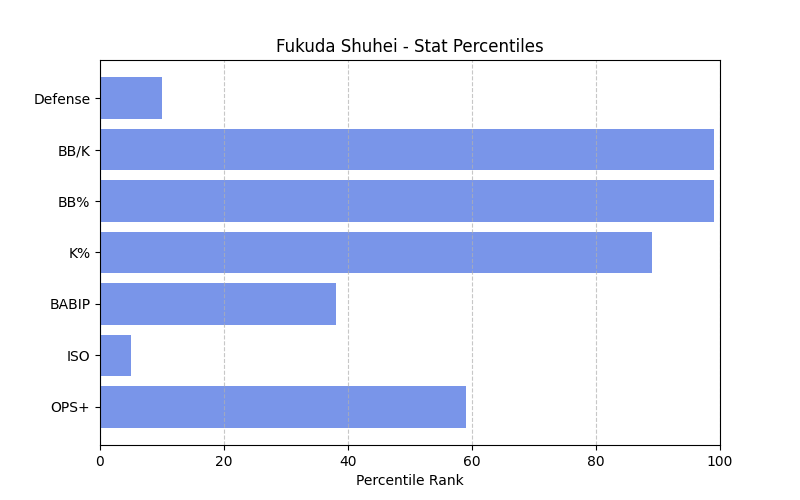 Fukuda Shuhei - Stat Percentiles
Defense
BB/K
BB%
K%
BABIP
ISO
OPS+
0 20 40 60 80 100
Percentile Rank